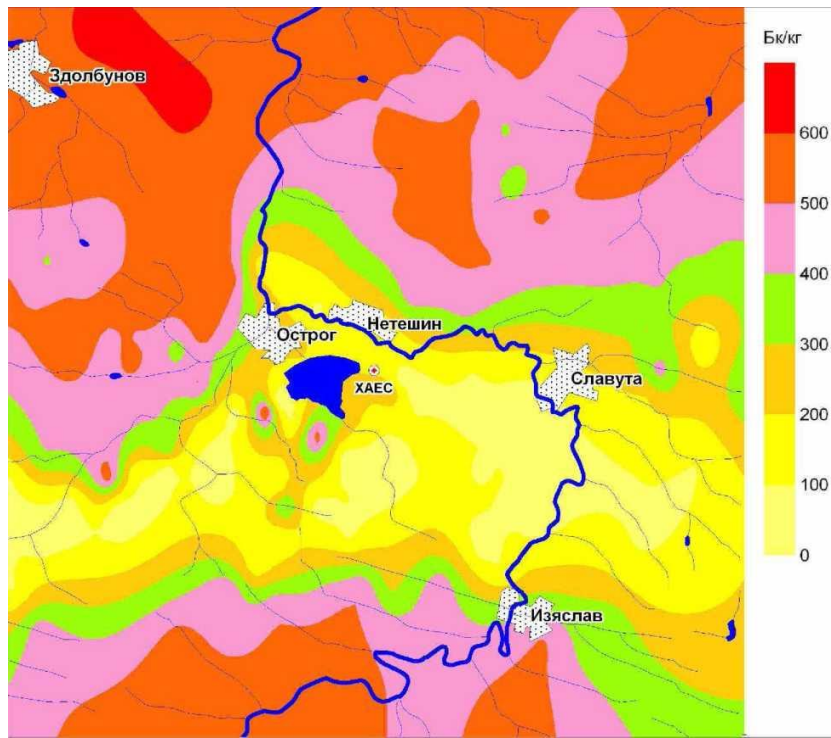 Бк/кг
Здолбунов
600
500
400
Нетешин
Острог
300
ХАЕС
Славута
200
100
0
Изяслав